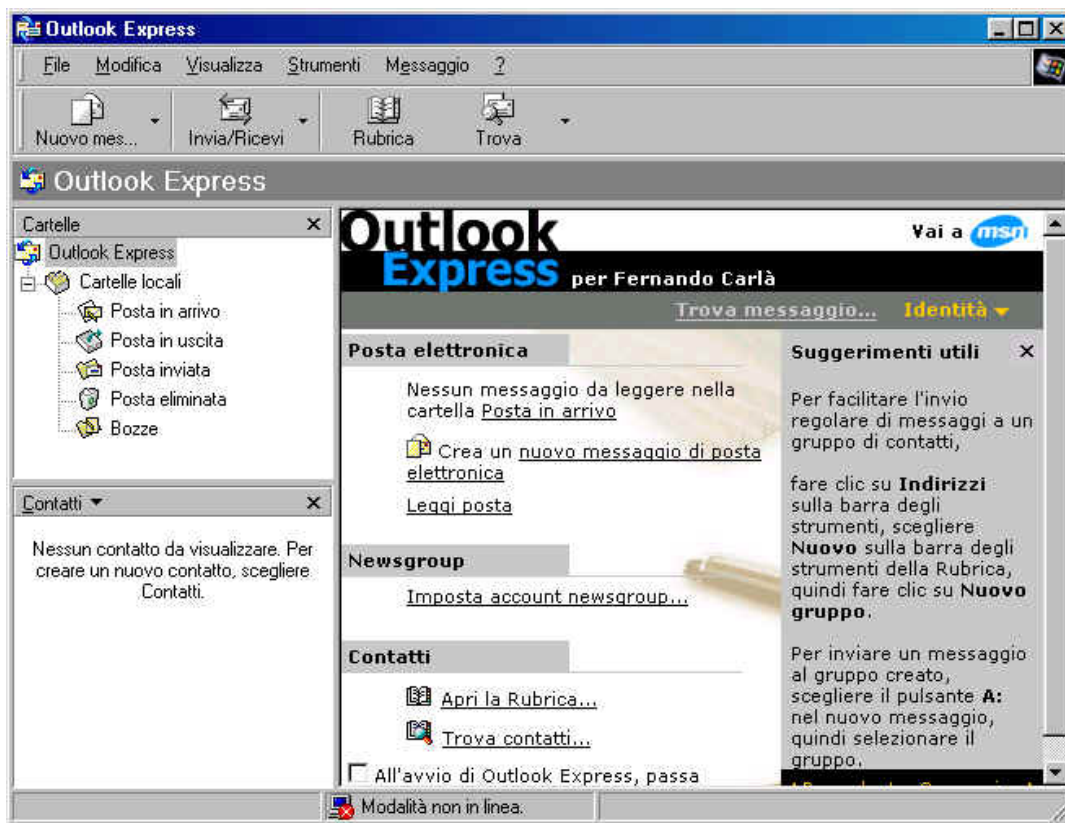 Outlook Express
File Modifica Visualizza Strumenti Messaggio ?
Nuovo mes... Invia/Ricevi Rubrica Trova
Outlook Express
Cartelle
Outlook Express
Cartelle locali
Posta in arrivo
Posta in uscita
Posta inviata
Posta eliminata
Bozze
Contatti
Nessun contatto da visualizzare. Per
creare un nuovo contatto, scegliere
Contatti.
Outlook
Express per Fernando Carlà
Vai a msn
Trova messaggio... Identità
Posta elettronica
Nessun messaggio da leggere nella
cartella Posta in arrivo
Crea un nuovo messaggio di posta
elettronica
Leggi posta
Newsgroup
Imposta account newsgroup...
Contatti
Apri la Rubrica...
Trova contatti...
All'avvio di Outlook Express, passa
Suggerimenti utili
Per facilitare l'invio
regolare di messaggi a un
gruppo di contatti,
fare clic su Indirizzi
sulla barra degli
strumenti, scegliere
Nuovo sulla barra degli
strumenti della Rubrica,
quindi fare clic su Nuovo
gruppo.
Per inviare un messaggio
al gruppo creato,
scegliere il pulsante A:
nel nuovo messaggio,
quindi selezionare il
gruppo.
Modalità non in linea.